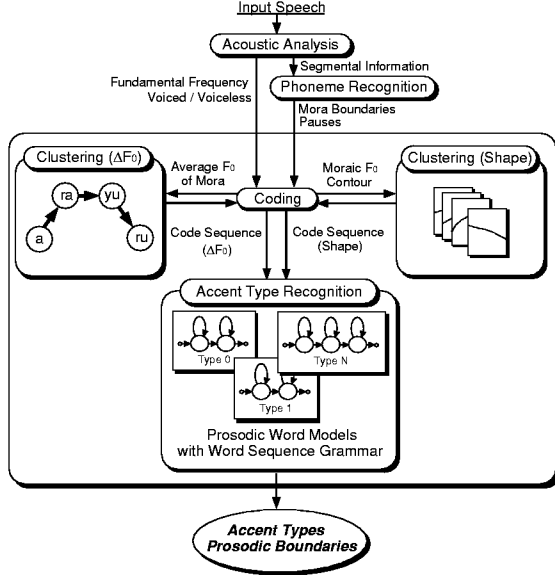 Input Speech
Acoustic Analysis
Segmental Information
Fundamental Frequency
Voiced / Voiceless
Phoneme Recognition
Mora Boundaries
Pauses
Clustering (ΔF0)
Clustering (Shape)
Average F0
of Mora
Moraic F0
Contour
ra
yu
a
ru
Coding
Code Sequence
(ΔF0)
Code Sequence
(Shape)
Accent Type Recognition
Type 0
Type N
Type 1
Prosodic Word Models
with Word Sequence Grammar
Accent Types
Prosodic Boundaries